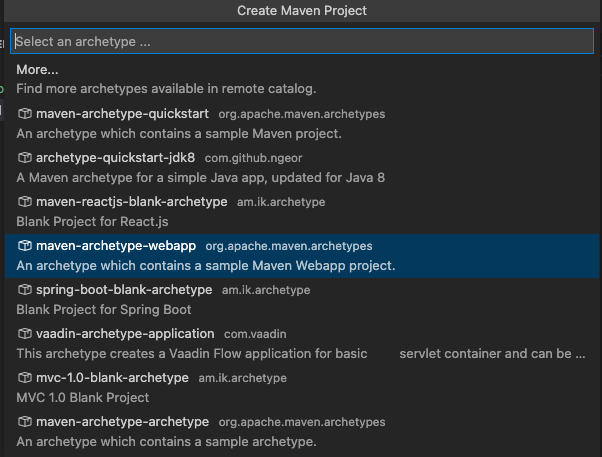 Create Maven Project
Select an archetype ...
More...
Find more archetypes available in remote catalog.
maven-archetype-quickstart org.apache.maven.archetypes
An archetype which contains a sample Maven project.
archetype-quickstart-jdk8 com.github.ngeor
A Maven archetype for a simple Java app, updated for Java 8
maven-reactjs-blank-archetype am.ik.archetype
Blank Project for React.js
maven-archetype-webapp org.apache.maven.archetypes
An archetype which contains a sample Maven Webapp project.
spring-boot-blank-archetype am.ik.archetype
Blank Project for Spring Boot
vaadin-archetype-application com.vaadin
This archetype creates a Vaadin Flow application for basic servlet container and can be ...
mvc-1.0-blank-archetype am.ik.archetype
MVC 1.0 Blank Project
maven-archetype-archetype org.apache.maven.archetypes
An archetype which contains a sample archetype.